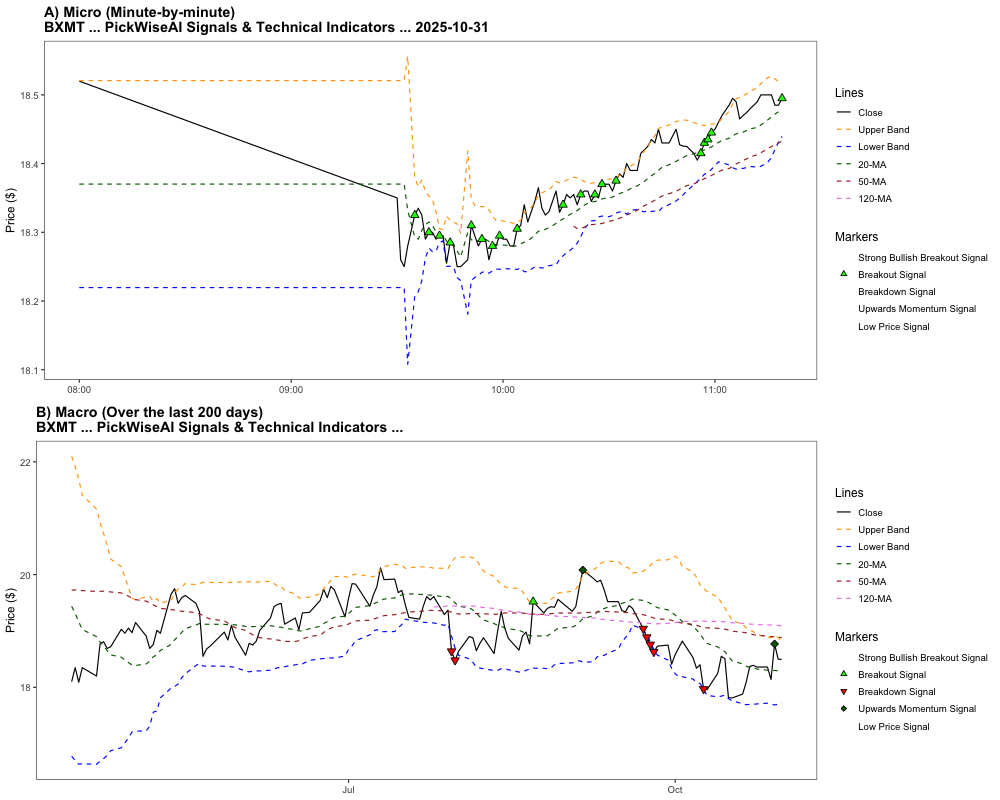 A) Micro (Minute-by-minute)
BXMT ... PickWiseAI Signals & Technical Indicators ... 2025-10-31
Price ($)
18.5
18.4
18.3
18.2
18.1
08:00
09:00
10:00
11:00
Lines
Close
Upper Band
Lower Band
20-MA
50-MA
120-MA
Markers
Strong Bullish Breakout Signal
Breakout Signal
Breakdown Signal
Upwards Momentum Signal
Low Price Signal
B) Macro (Over the last 200 days)
BXMT ... PickWiseAI Signals & Technical Indicators ...
Price ($)
22
20
18
Jul
Oct
Lines
Close
Upper Band
Lower Band
20-MA
50-MA
120-MA
Markers
Strong Bullish Breakout Signal
Breakout Signal
Breakdown Signal
Upwards Momentum Signal
Low Price Signal